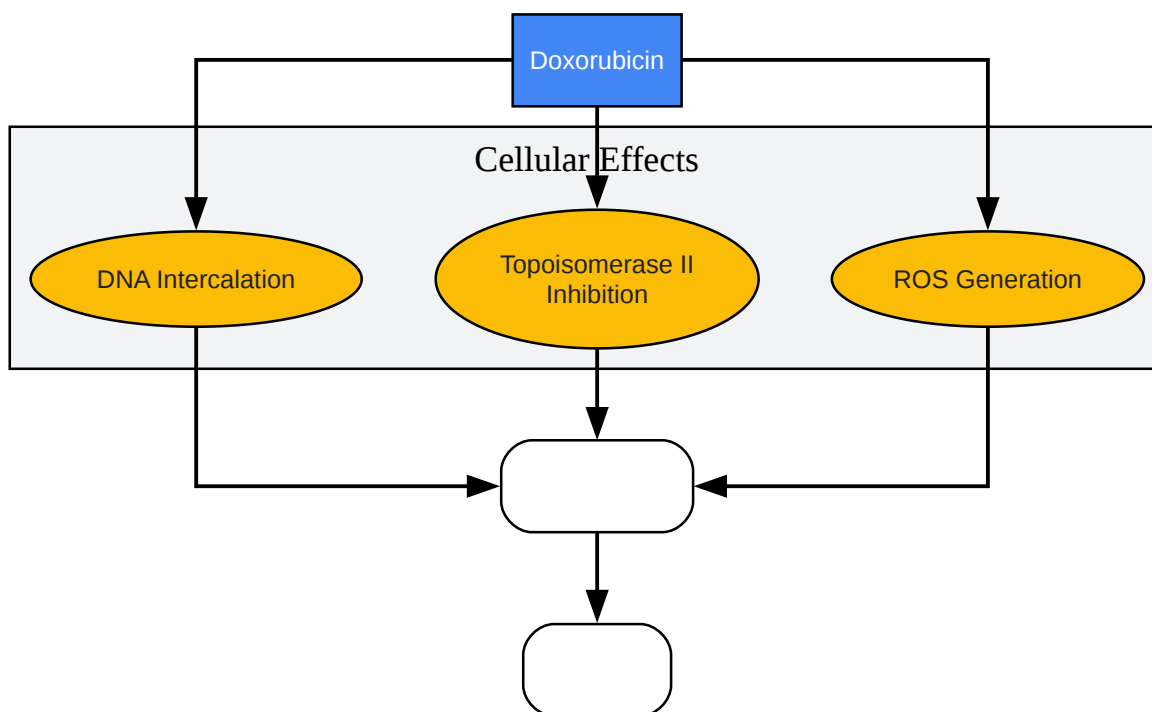 Doxorubicin
Cellular Effects
DNA Intercalation
Topoisomerase II
Inhibition
ROS Generation